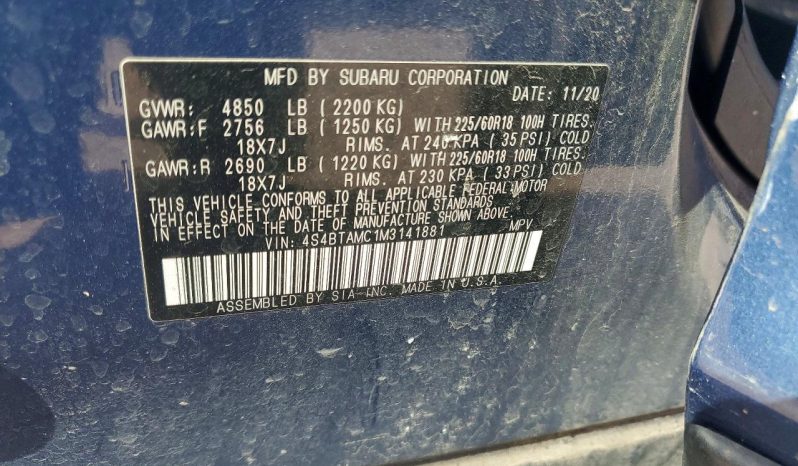 MFD BY SUBARU CORPORATION
DATE: 11/20
GVWR: 4850 LB ( 2200 KG)
GAWR:F 2756 LB ( 1250 KG) WITH 225/60R18 100H TIRES.
18X7J RIMS. AT 240 KPA ( 35 PSI) COLD
GAWR:R 2690 LB ( 1220 KG) WITH 225/60R18 100H TIRES.
18X7J RIMS. AT 230 KPA ( 33 PSI) COLD
THIS VEHICLE CONFORMS TO ALL APPLICABLE FEDERAL MOTOR
VEHICLE SAFETY AND THEFT PREVENTION STANDARDS
IN EFFECT ON THE DATE OF MANUFACTURE SHOWN ABOVE.
VIN: 4S4BTAMC1M3141881 MPV
ASSEMBLED BY SIA-INC. MADE IN U.S.A.